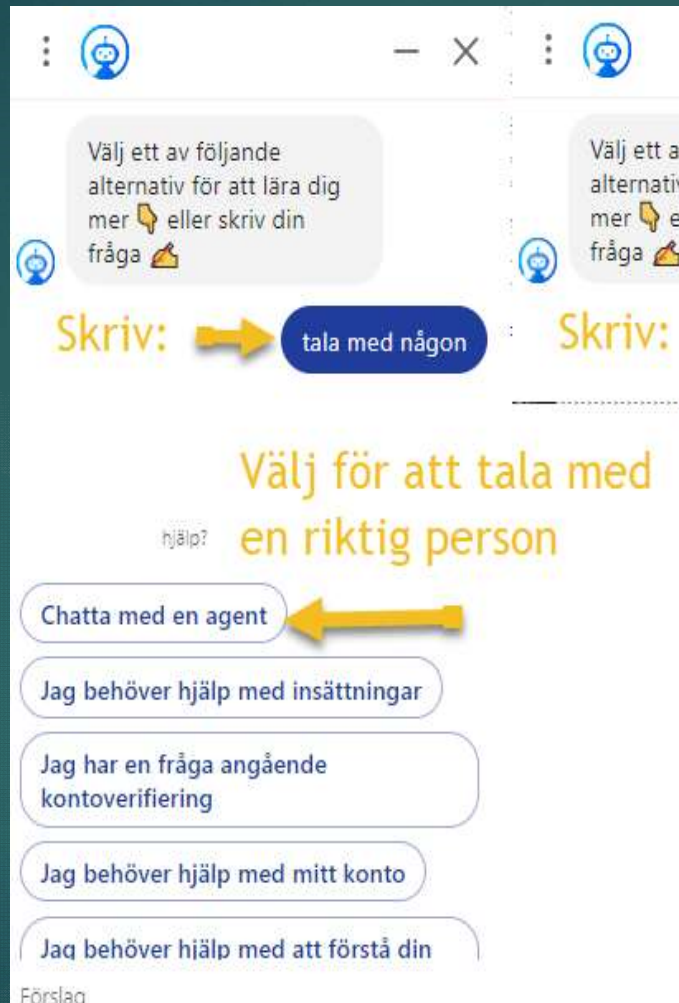 Välj ett av följande
alternativ för att lära dig
mer 👇 eller skriv din
fråga ✍
Skriv:
tala med någon
Välj för att tala med
hjälp?
en riktig person
Chatta med en agent
Jag behöver hjälp med insättningar
Jag har en fråga angående
kontoverifiering
Jag behöver hjälp med mitt konto
Jag behöver hjälp med att förstå din
Förslag
Välj ett a
alternativ
mer 👇 e
fråga ✍
Skriv: